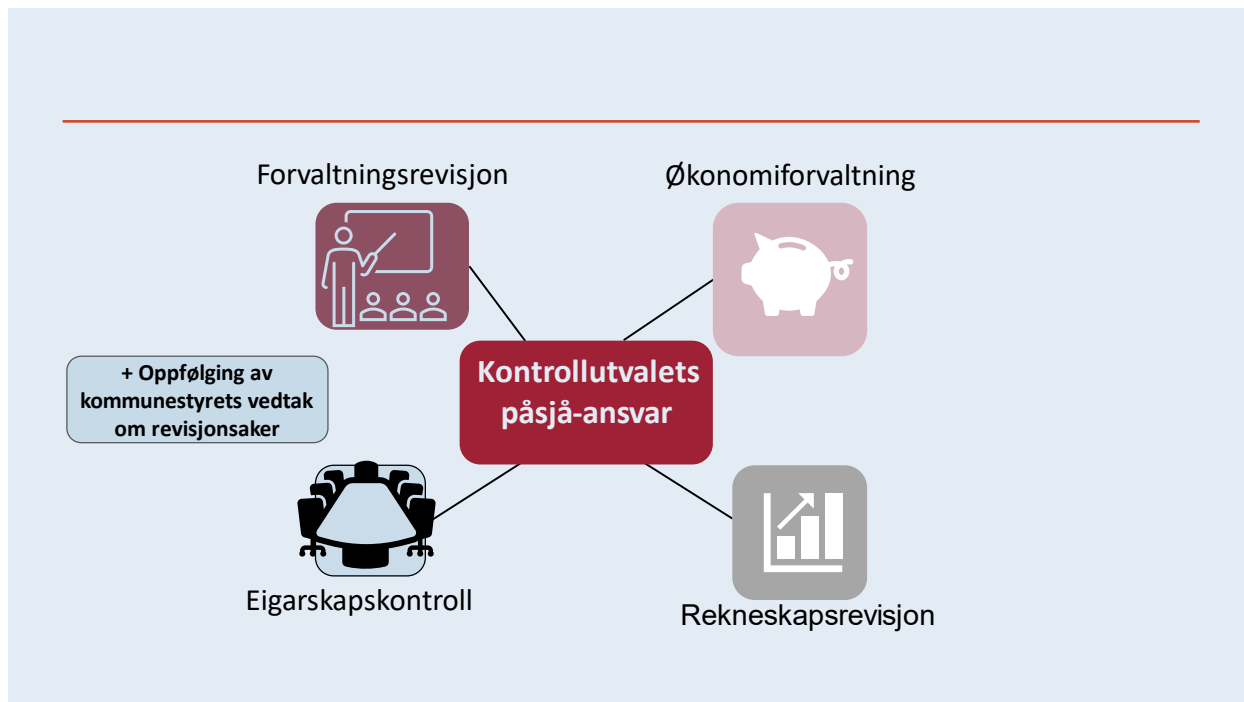 Forvaltningsrevisjon
Økonomiforvaltning
Kontrollutvalets
påsjå-ansvar
+ Oppfølging av
kommunestyrets vedtak
om revisjonsaker
Eigarskapskontroll
Rekneskapsrevisjon